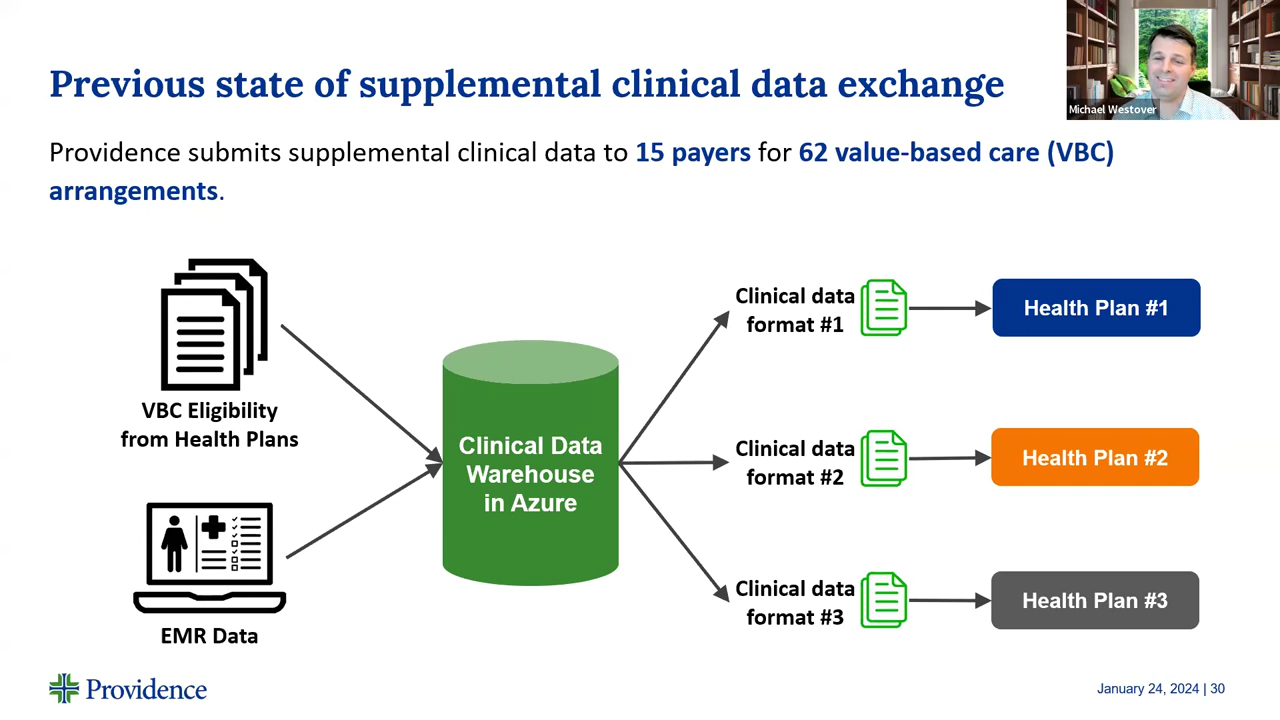 Previous state of supplemental clinical data exchange
Michael Westover
Providence submits supplemental clinical data to 15 payers for 62 value-based care (VBC)
arrangements.
VBC Eligibility
from Health Plans
EMR Data
Clinical Data
Warehouse
in Azure
Clinical data
format #1
Health Plan #1
Clinical data
format #2
Health Plan #2
Clinical data
format #3
Health Plan #3
Providence
January 24, 2024 | 30